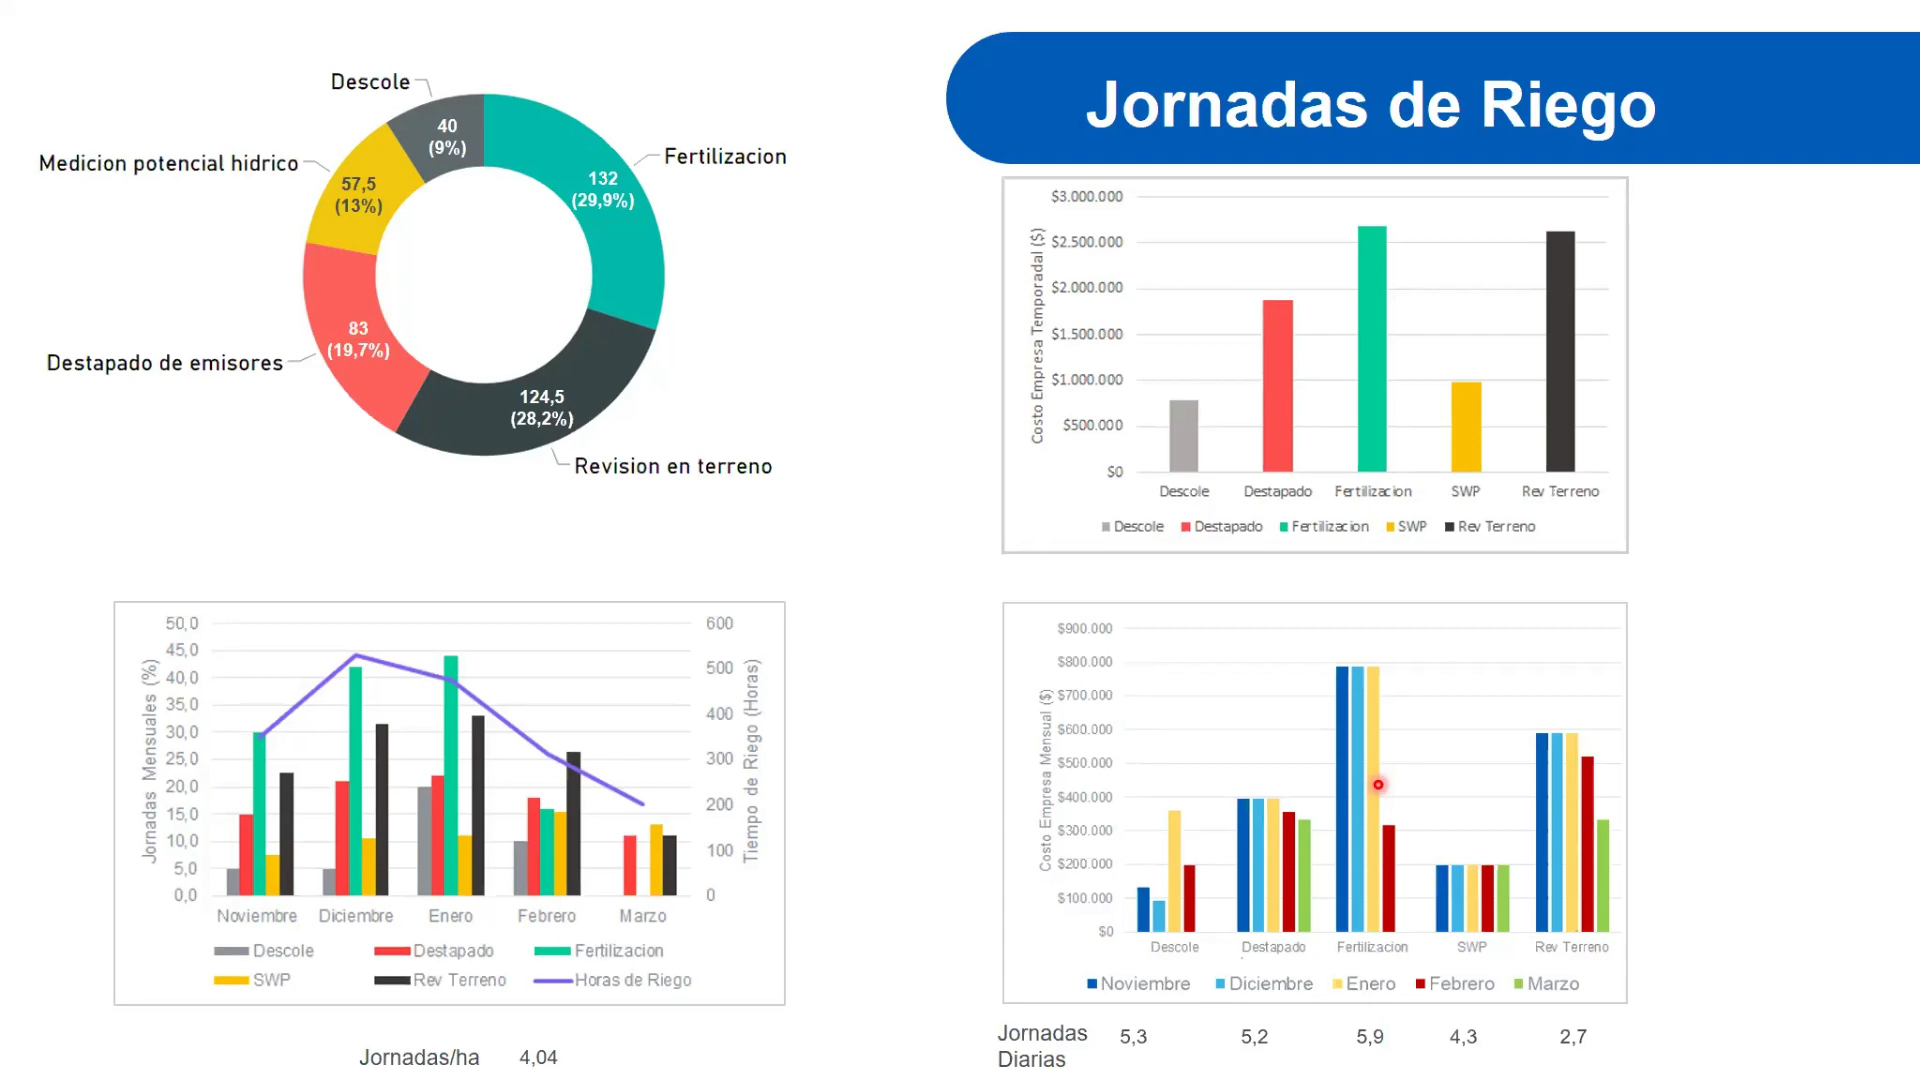 Jornadas de Riego
Descole
40
(9%)
Medicion potencial hidrico
57,5
(13%)
Fertilizacion
132
(29,9%)
Destapado de emisores
83
(19,7%)
124,5
(28,2%)
Revision en terreno
Costo Empresa Temporadal ($)
$3.000.000
$2.500.000
$2.000.000
$1.500.000
$1.000.000
$500.000
$0
Descole Destapado Fertilizacion SWP Rev Terreno
Descole Destapado Fertilizacion SWP Rev Terreno
Jornadas Mensuales (%)
50,0
45,0
40,0
35,0
30,0
25,0
20,0
15,0
10,0
5,0
0,0
600
500
400
300
200
100
0
Tiempo de Riego (Horas)
Noviembre Diciembre Enero Febrero Marzo
Descole Destapado Fertilizacion
SWP Rev Terreno Horas de Riego
Jornadas/ha 4,04
Costo Empresa Mensual ($)
$900.000
$800.000
$700.000
$600.000
$500.000
$400.000
$300.000
$200.000
$100.000
$0
Descole Destapado Fertilizacion SWP Rev Terreno
Noviembre Diciembre Enero Febrero Marzo
Jornadas
Diarias
5,3 5,2 5,9 4,3 2,7